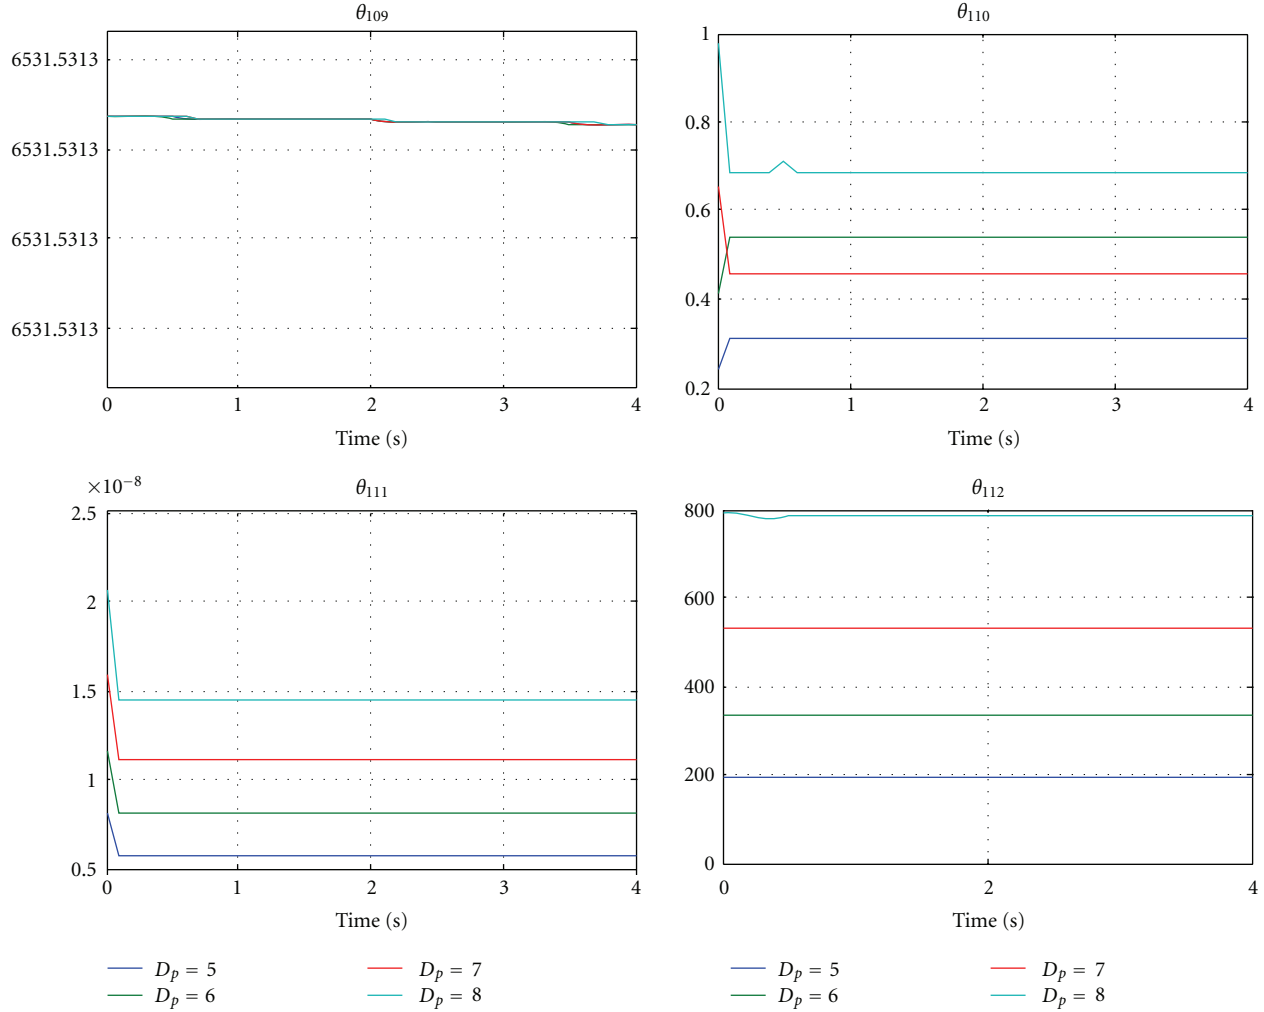 θ109
6531.5313
6531.5313
6531.5313
6531.5313
0 1 2 3 4
Time (s)
θ110
1
0.8
0.6
0.4
0.2
0 1 2 3 4
Time (s)
×10−8
θ111
2.5
2
1.5
1
0.5
0 1 2 3 4
Time (s)
θ112
800
600
400
200
0
0 2 4
Time (s)
Dp = 5 Dp = 7
Dp = 6 Dp = 8
Dp = 5 Dp = 7
Dp = 6 Dp = 8